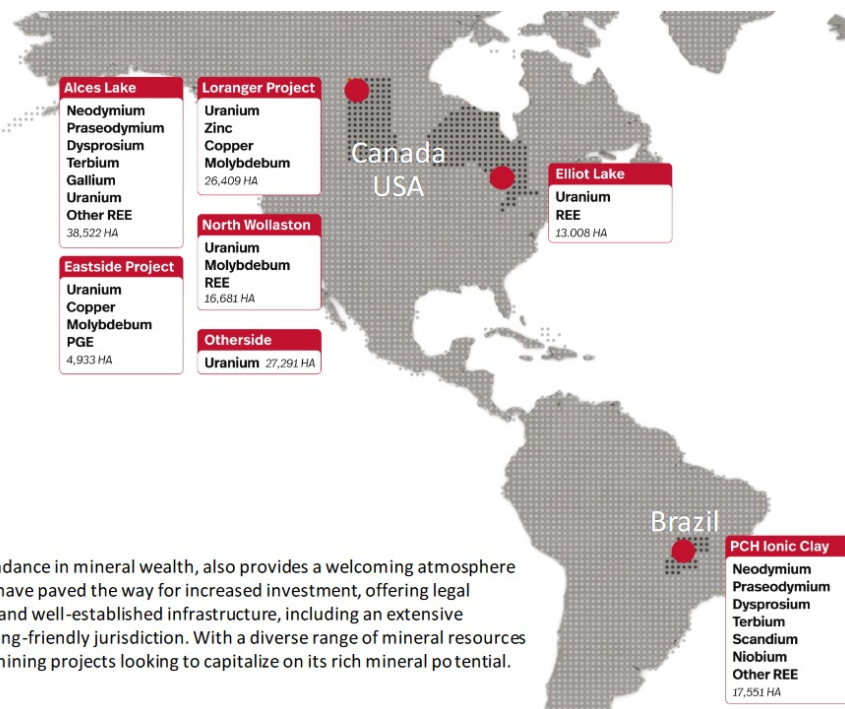 Alces Lake
Neodymium
Praseodymium
Dysprosium
Terbium
Gallium
Uranium
Other REE
38,522 HA
Loranger Project
Uranium
Zinc
Copper
Molybdebum
26,409 HA
Canada
USA
Elliot Lake
Uranium
REE
13.008 HA
North Wollaston
Uranium
Molybdebum
REE
16,681 HA
Eastside Project
Uranium
Copper
Molybdebum
PGE
4,933 HA
Otherside
Uranium 27,291 HA
Brazil
PCH Ionic Clay
Neodymium
Praseodymium
Dysprosium
Terbium
Scandium
Niobium
Other REE
17,551 HA
ndance in mineral wealth, also provides a welcoming atmosphere
have paved the way for increased investment, offering legal
and well-established infrastructure, including an extensive
ng-friendly jurisdiction. With a diverse range of mineral resources
mining projects looking to capitalize on its rich mineral potential.